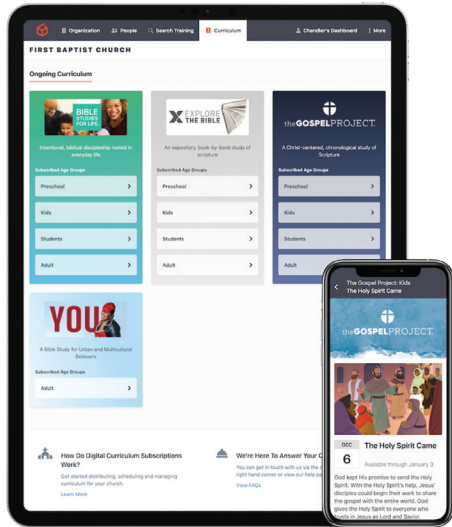 Organization
People
Search Training
Curriculum
Chandler's Dashboard
More
FIRST BAPTIST CHURCH
Ongoing Curriculum
BIBLE
STUDIES
FOR LIFE.
Intentional, biblical discipleship rooted in
everyday life
Subscribed Age Groups
Preschool
Kids
Students
Adult
EXPLORE
THE BIBLE
An expository, book-by-book study of
scripture
Subscribed Age Groups
Preschool
Kids
Students
Adult
theGOSPELPROJECT.
A Christ-centered, chronological study of
Scripture
Subscribed Age Groups
Preschool
Kids
Students
Adult
YOU
A Bible Study for Urban and Multicultural
Believers
Subscribed Age Groups
Adult
How Do Digital Curriculum Subscriptions
Work?
Get started distributing, scheduling and managing
curriculum for your church.
Learn More
We're Here To Answer Your
You can get in touch with us via the
right hand corner or view our help
View FAQs
The Gospel Project: Kids
The Holy Spirit Came
theGOSPELPROJECT.
DEC
6
The Holy Spirit Came
Available through January 3
God kept His promise to send the Holy
Spirit. With the Holy Spirit's help, Jesus'
disciples could begin their work to share
the gospel with the entire world. God
gives the Holy Spirit to everyone who
trusts in Jesus as Lord and Savior.